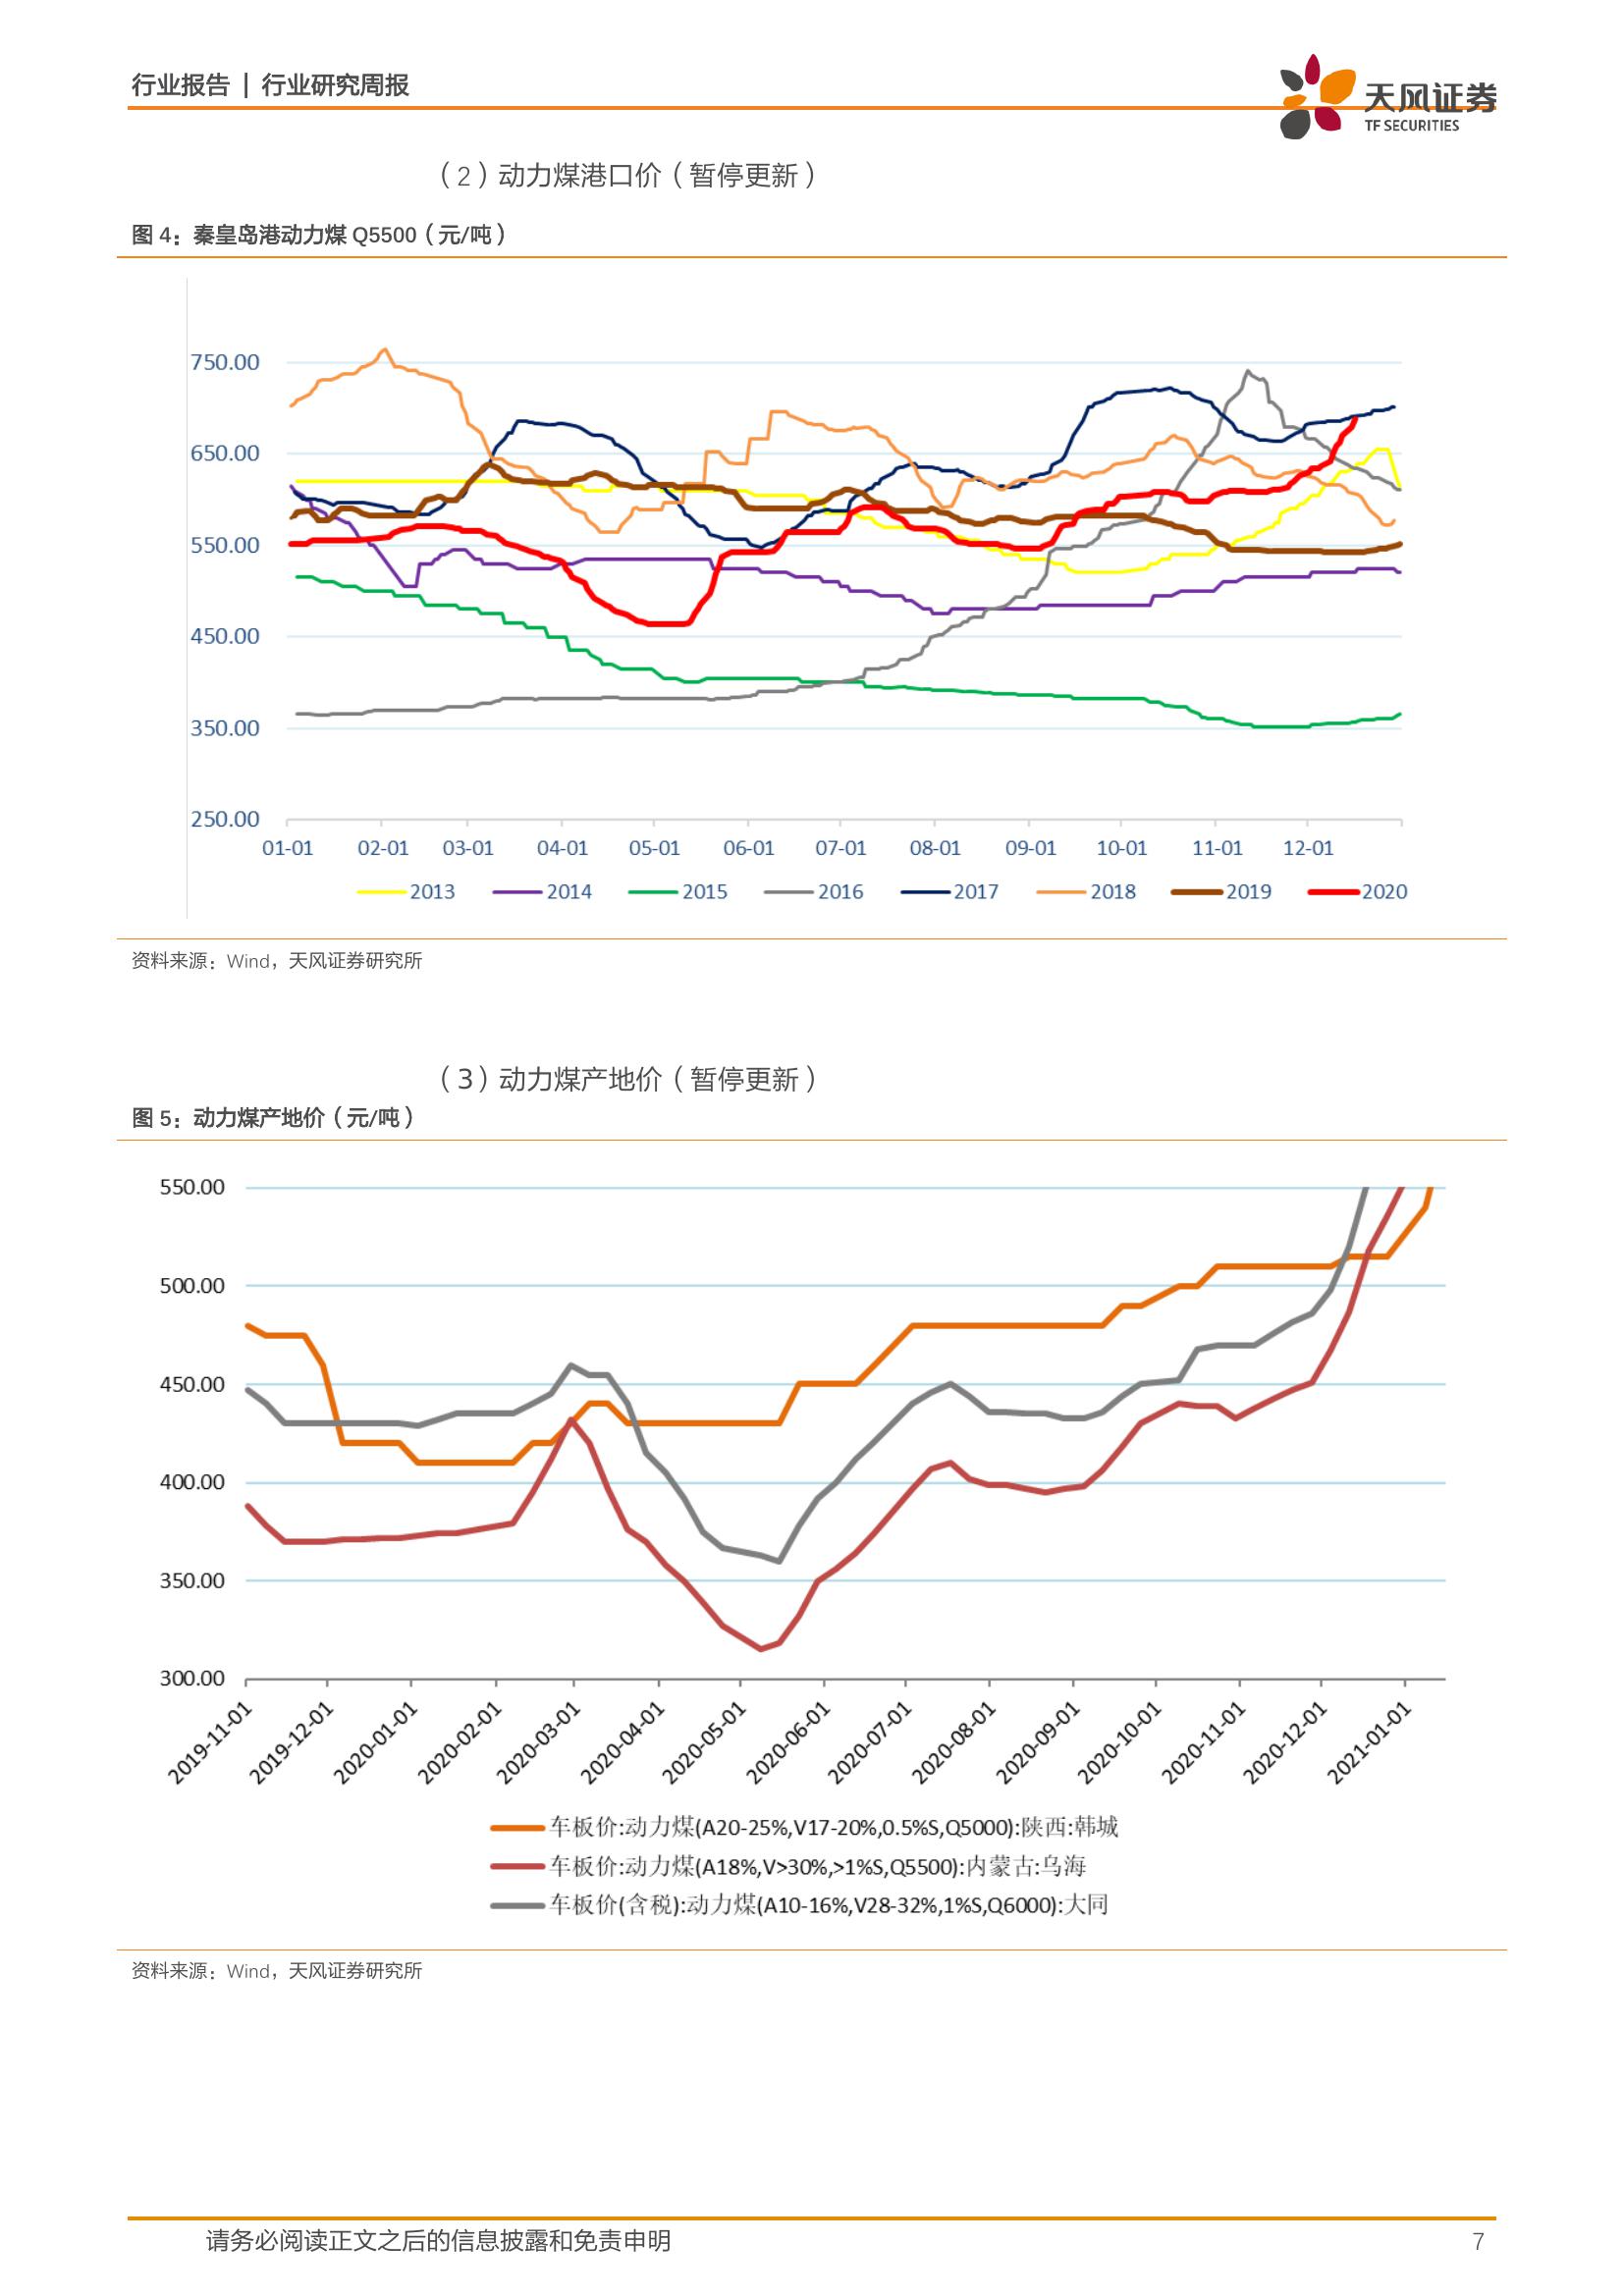 行业报告 | 行业研究周报
天风证券
TF SECURITIES
（2）动力煤港口价（暂停更新）
图 4：秦皇岛港动力煤 Q5500（元/吨）
750.00
650.00
550.00
450.00
350.00
250.00
01-01 02-01 03-01 04-01 05-01 06-01 07-01 08-01 09-01 10-01 11-01 12-01
2013 2014 2015 2016 2017 2018 2019 2020
资料来源：Wind，天风证券研究所
（3）动力煤产地价（暂停更新）
图 5：动力煤产地价（元/吨）
550.00
500.00
450.00
400.00
350.00
300.00
2019-11-01 2019-12-01 2020-01-01 2020-02-01 2020-03-01 2020-04-01 2020-05-01 2020-06-01 2020-07-01 2020-08-01 2020-09-01 2020-10-01 2020-11-01 2020-12-01 2021-01-01
车板价:动力煤(A20-25%,V17-20%,0.5%S,Q5000):陕西:韩城
车板价:动力煤(A18%,V>30%,>1%S,Q5500):内蒙古:乌海
车板价(含税):动力煤(A10-16%,V28-32%,1%S,Q6000):大同
资料来源：Wind，天风证券研究所
请务必阅读正文之后的信息披露和免责申明 7